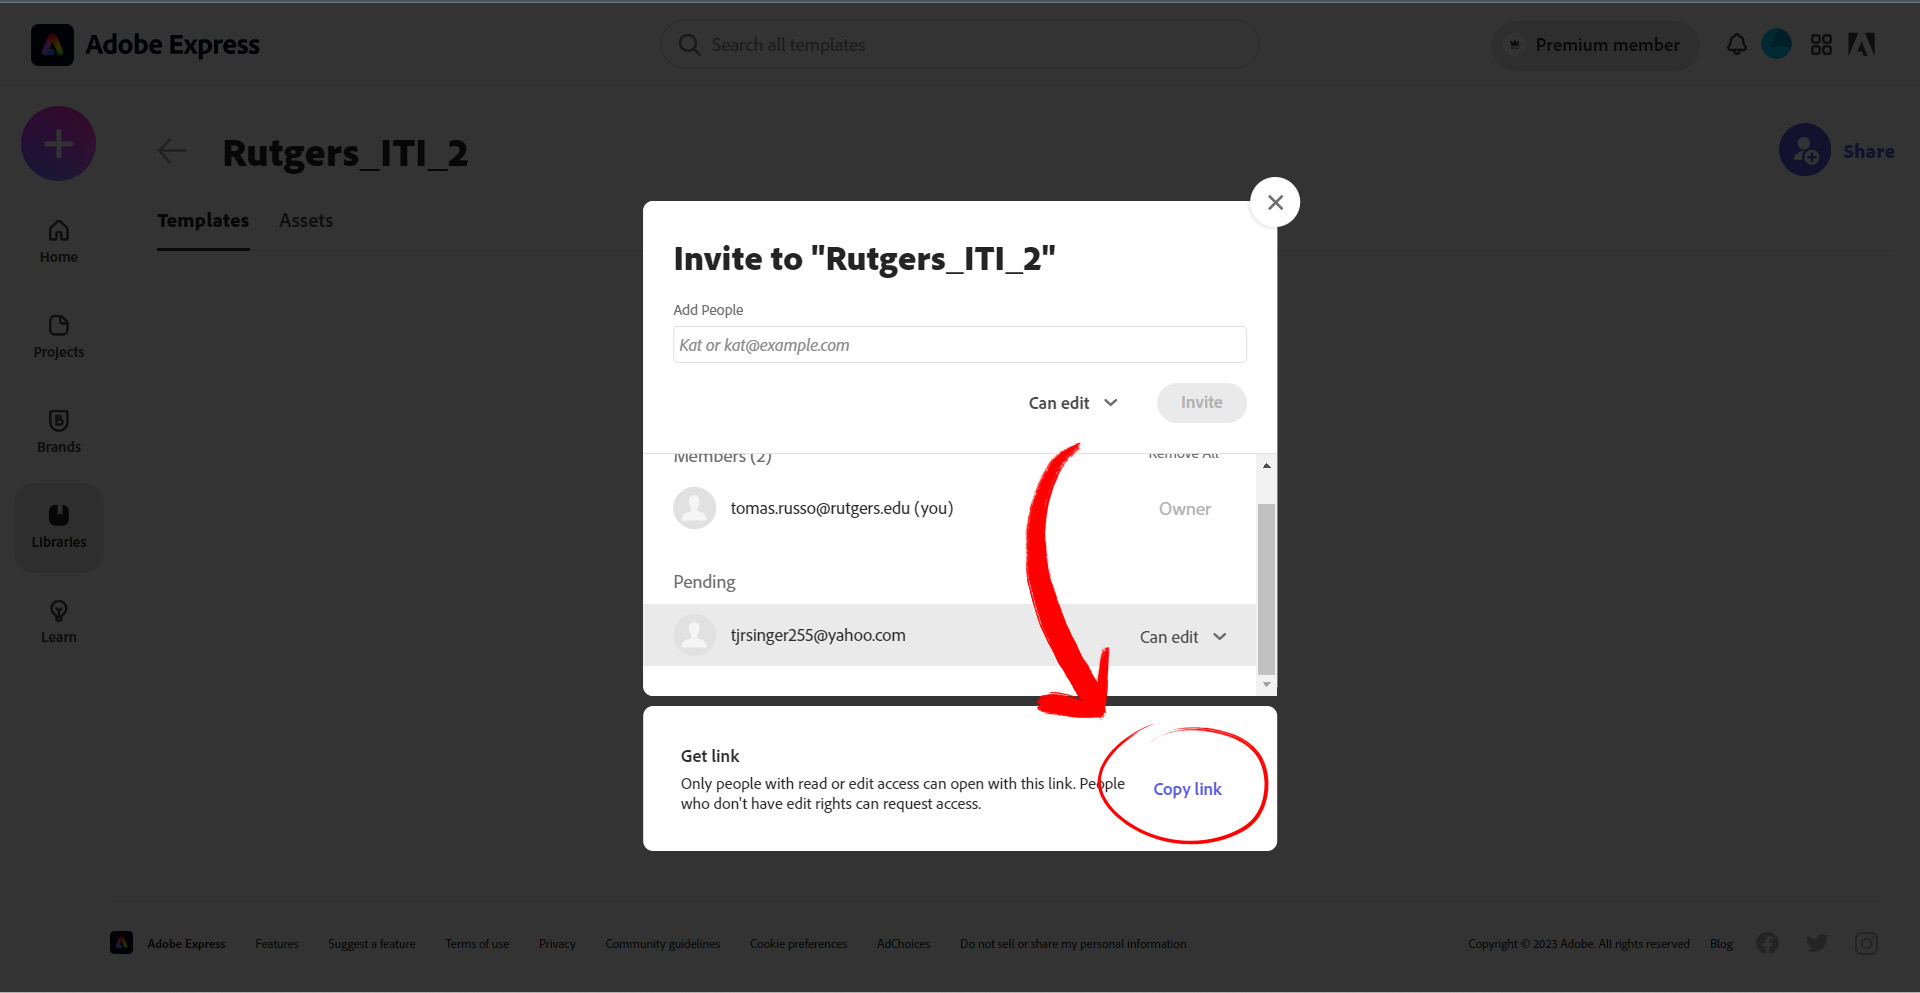 Adobe Express
Search all templates
Premium member
Rutgers_ITI_2
Share
Templates
Assets
Home
Projects
Brands
Libraries
Learn
Invite to "Rutgers_ITI_2"
Add People
Kat or kat@example.com
Can edit
Invite
Members (2)
Remove All
tomas.russo@rutgers.edu (you)
Owner
Pending
tjrsinger255@yahoo.com
Can edit
Get link
Only people with read or edit access can open with this link. People
who don't have edit rights can request access.
Copy link
Adobe Express
Features
Suggest a feature
Terms of use
Privacy
Community guidelines
Cookie preferences
AdChoices
Do not sell or share my personal information
Copyright © 2023 Adobe. All rights reserved
Blog